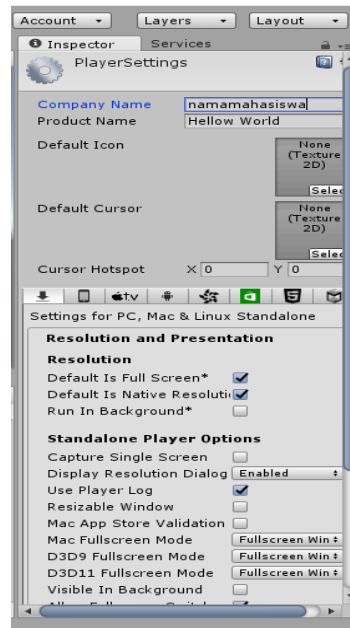 Account Layers Layout
Inspector Services
PlayerSettings
Company Name namamahasiswa
Product Name Hellow World
Default Icon None
(Texture
2D)
Selec
Default Cursor None
(Texture
2D)
Selec
Cursor Hotspot X 0 Y 0
tv
Settings for PC, Mac & Linux Standalone
Resolution and Presentation
Resolution
Default Is Full Screen*
Default Is Native Resoluti
Run In Background*
Standalone Player Options
Capture Single Screen
Display Resolution Dialog Enabled
Use Player Log
Resizable Window
Mac App Store Validation
Mac Fullscreen Mode Fullscreen Win
D3D9 Fullscreen Mode Fullscreen Win
D3D11 Fullscreen Mode Fullscreen Win
Visible In Background